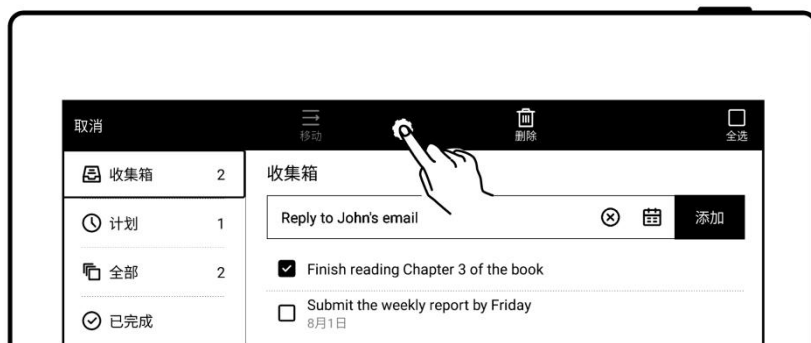 取消
移动
删除
全选
收集箱 2
计划 1
全部 2
已完成
收集箱
Reply to John's email
添加
Finish reading Chapter 3 of the book
Submit the weekly report by Friday
8月1日